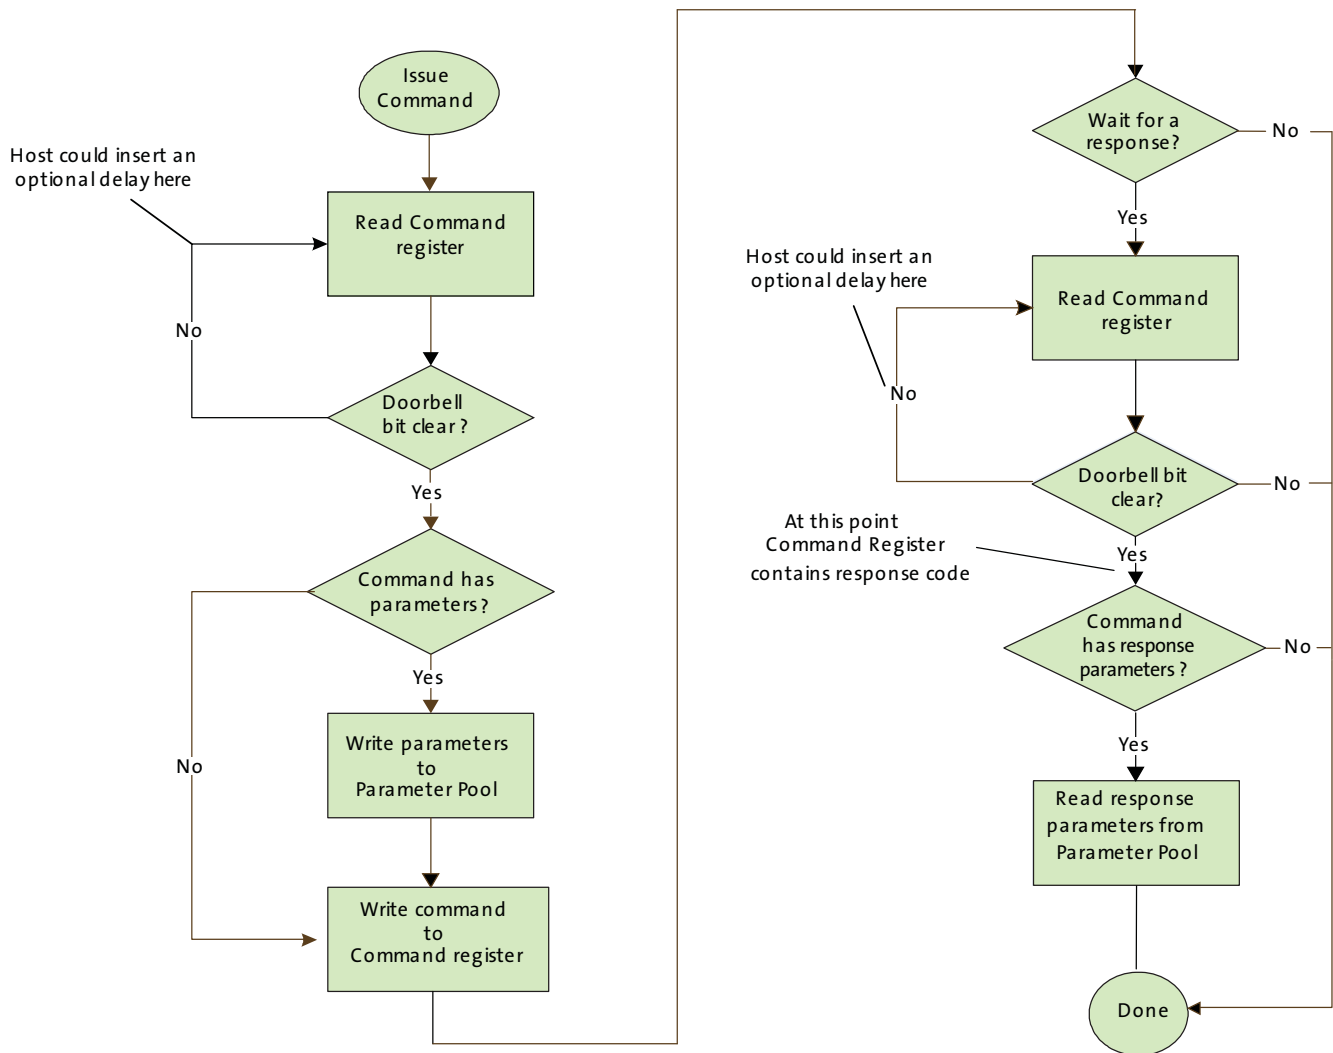 Issue
Command
Host could insert an
optional delay here
Read Command
register
No
Doorbell
bit clear ?
Yes
Command has
parameters?
Yes
No
Write parameters
to
Parameter Pool
Write command
to
Command register
Wait for a
response?
No
Yes
Host could insert an
optional delay here
Read Command
register
No
Doorbell bit
clear?
No
At this point
Command Register
contains response code
Yes
Command
has response
parameters ?
No
Yes
Read response
parameters from
Parameter Pool
Done